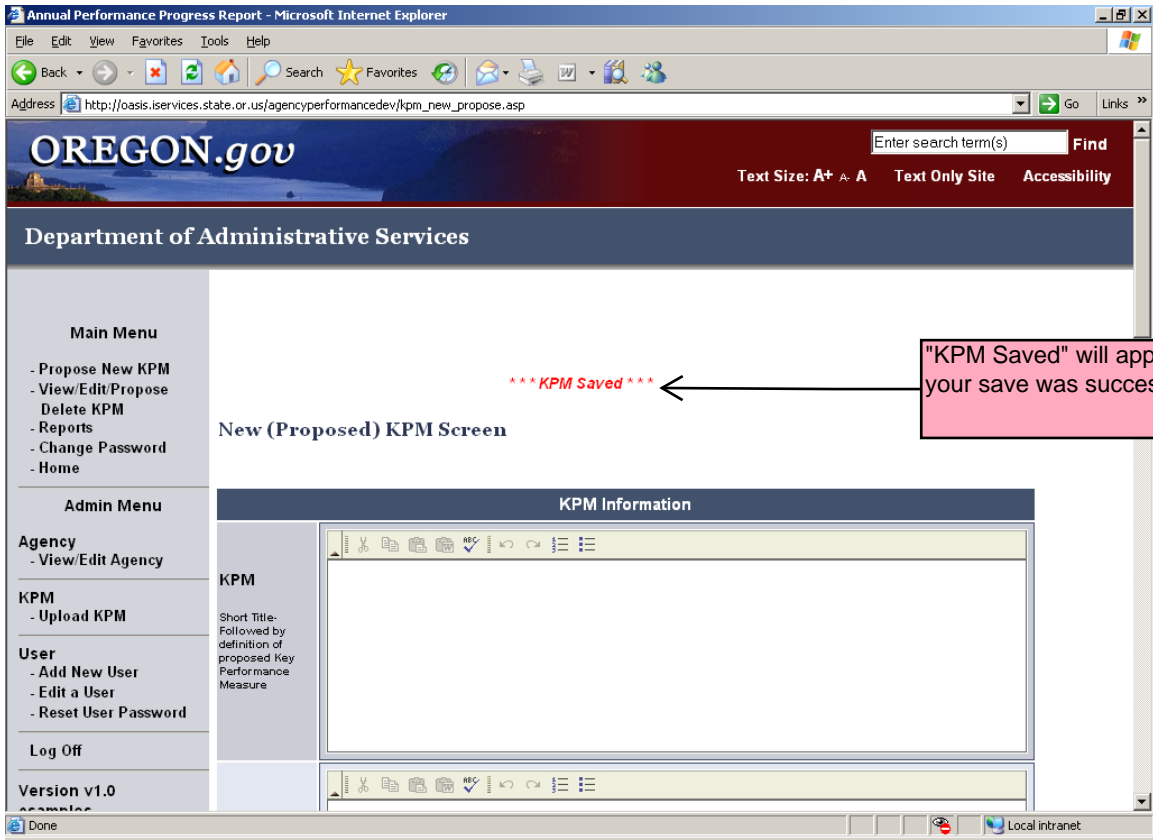 Annual Performance Progress Report - Microsoft Internet Explorer
File Edit View Favorites Tools Help
Back Search Favorites
Address http://oasis.iservices.state.or.us/agencyperformancedev/kpm_new_propose.asp Go Links »
OREGON.gov
Enter search term(s) Find
Text Size: A+ A- A Text Only Site Accessibility
Department of Administrative Services
Main Menu
- Propose New KPM
- View/Edit/Propose
Delete KPM
- Reports
- Change Password
- Home
Admin Menu
Agency
- View/Edit Agency
KPM
- Upload KPM
User
- Add New User
- Edit a User
- Reset User Password
Log Off
Version v1.0
* * * KPM Saved * * *
"KPM Saved" will app
your save was succes
New (Proposed) KPM Screen
KPM Information
KPM
Short Title-
Followed by
definition of
proposed Key
Performance
Measure
Done
Local intranet